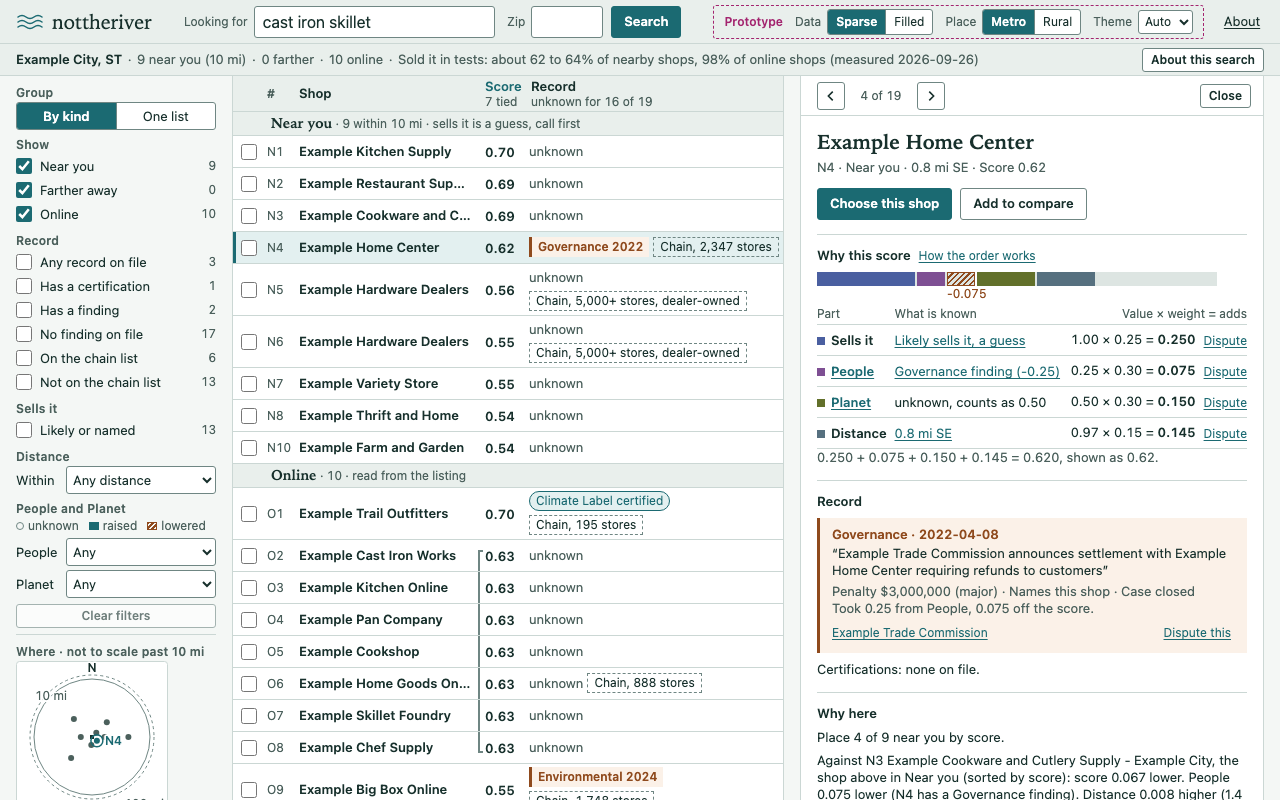 nottheriver
Looking for cast iron skillet Zip Search Prototype Data Sparse Filled Place Metro Rural Theme Auto About
Example City, ST · 9 near you (10 mi) · 0 farther · 10 online · Sold it in tests: about 62 to 64% of nearby shops, 98% of online shops (measured 2026-09-26) About this search
Group
By kind One list
Show
Near you 9
Farther away 0
Online 10
Record
Any record on file 3
Has a certification 1
Has a finding 2
No finding on file 17
On the chain list 6
Not on the chain list 13
Sells it
Likely or named 13
Distance
Within Any distance
People and Planet
unknown raised lowered
People Any
Planet Any
Clear filters
Where · not to scale past 10 mi
N
10 mi
N4
# Shop Score Record
7 tied unknown for 16 of 19
Near you · 9 within 10 mi · sells it is a guess, call first
N1 Example Kitchen Supply 0.70 unknown
N2 Example Restaurant Sup... 0.69 unknown
N3 Example Cookware and C... 0.69 unknown
N4 Example Home Center 0.62 Governance 2022 Chain, 2,347 stores
N5 Example Hardware Dealers 0.56 unknown
Chain, 5,000+ stores, dealer-owned
N6 Example Hardware Dealers 0.55 unknown
Chain, 5,000+ stores, dealer-owned
N7 Example Variety Store 0.55 unknown
N8 Example Thrift and Home 0.54 unknown
N10 Example Farm and Garden 0.54 unknown
Online · 10 · read from the listing
O1 Example Trail Outfitters 0.70 Climate Label certified
Chain, 195 stores
O2 Example Cast Iron Works 0.63 unknown
O3 Example Kitchen Online 0.63 unknown
O4 Example Pan Company 0.63 unknown
O5 Example Cookshop 0.63 unknown
O6 Example Home Goods On... 0.63 unknown Chain, 888 stores
O7 Example Skillet Foundry 0.63 unknown
O8 Example Chef Supply 0.63 unknown
O9 Example Big Box Online 0.55 Environmental 2024
Chain, 1,748 stores
4 of 19 Close
Example Home Center
N4 · Near you · 0.8 mi SE · Score 0.62
Choose this shop Add to compare
Why this score How the order works
-0.075
Part What is known Value × weight = adds
Sells it Likely sells it, a guess 1.00 × 0.25 = 0.250 Dispute
People Governance finding (-0.25) 0.25 × 0.30 = 0.075 Dispute
Planet unknown, counts as 0.50 0.50 × 0.30 = 0.150 Dispute
Distance 0.8 mi SE 0.97 × 0.15 = 0.145 Dispute
0.250 + 0.075 + 0.150 + 0.145 = 0.620, shown as 0.62.
Record
Governance · 2022-04-08
“Example Trade Commission announces settlement with Example
Home Center requiring refunds to customers”
Penalty $3,000,000 (major) · Names this shop · Case closed
Took 0.25 from People, 0.075 off the score.
Example Trade Commission Dispute this
Certifications: none on file.
Why here
Place 4 of 9 near you by score.
Against N3 Example Cookware and Cutlery Supply - Example City, the
shop above in Near you (sorted by score): score 0.067 lower. People
0.075 lower (N4 has a Governance finding). Distance 0.008 higher (1.4